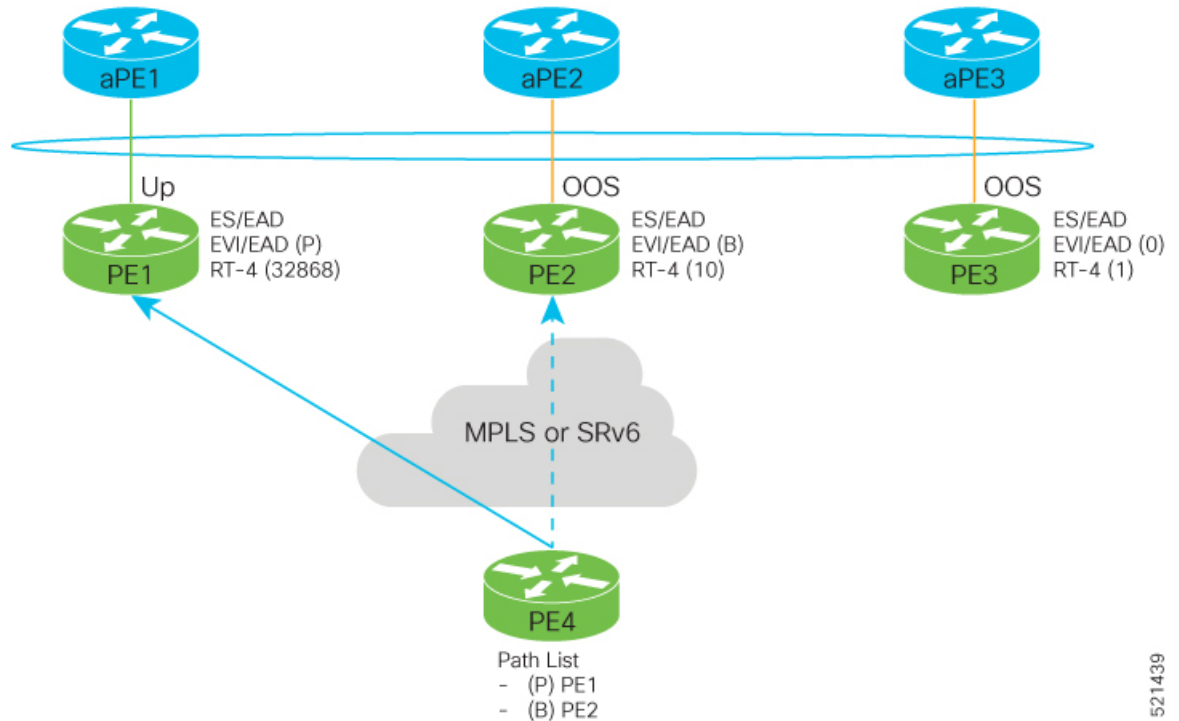 aPE1
aPE2
aPE3
Up
OOS
OOS
ES/EAD
EVI/EAD (P)
RT-4 (32868)
ES/EAD
EVI/EAD (B)
RT-4 (10)
ES/EAD
EVI/EAD (0)
RT-4 (1)
PE1
PE2
PE3
MPLS or SRv6
PE4
Path List
- (P) PE1
- (B) PE2
521439